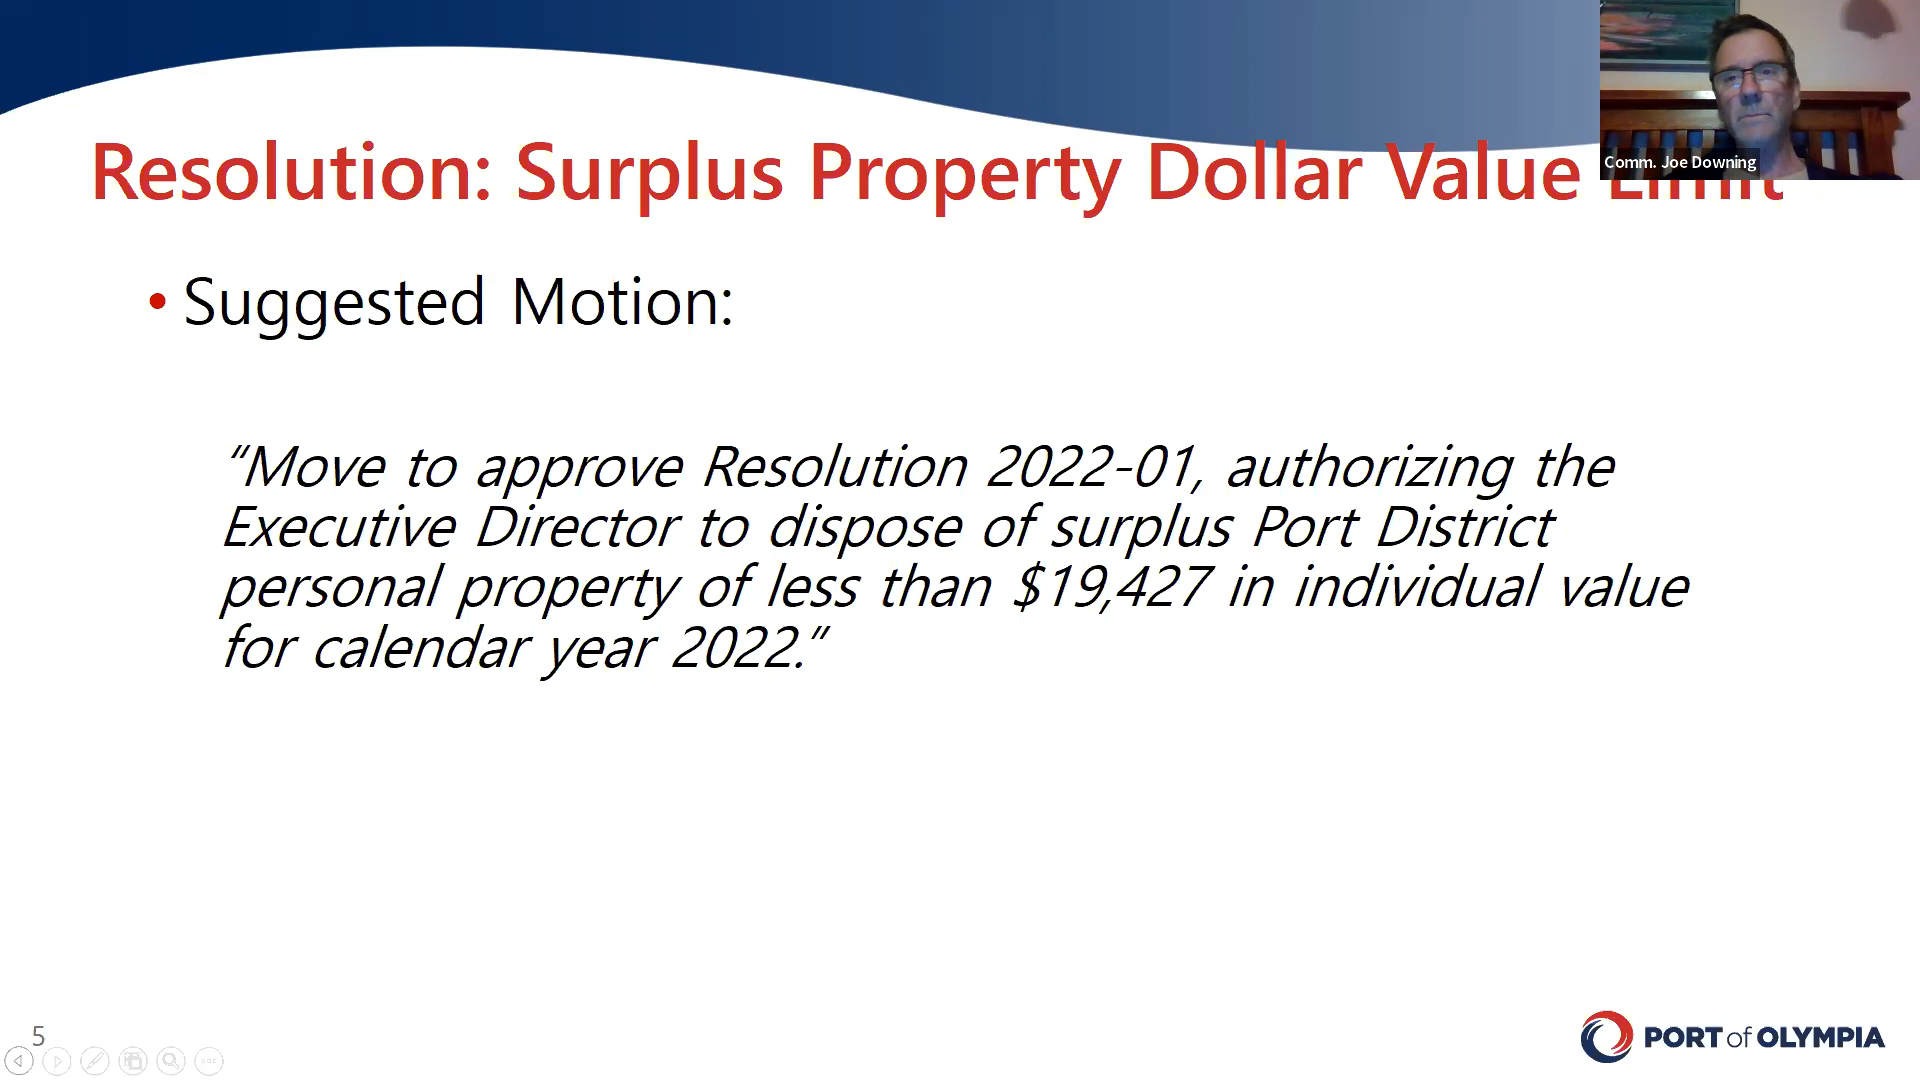 Resolution: Surplus Property Dollar Value Limit
Comm. Joe Downing
• Suggested Motion:
“Move to approve Resolution 2022-01, authorizing the
Executive Director to dispose of surplus Port District
personal property of less than $19,427 in individual value
for calendar year 2022.”
5
PORT of OLYMPIA